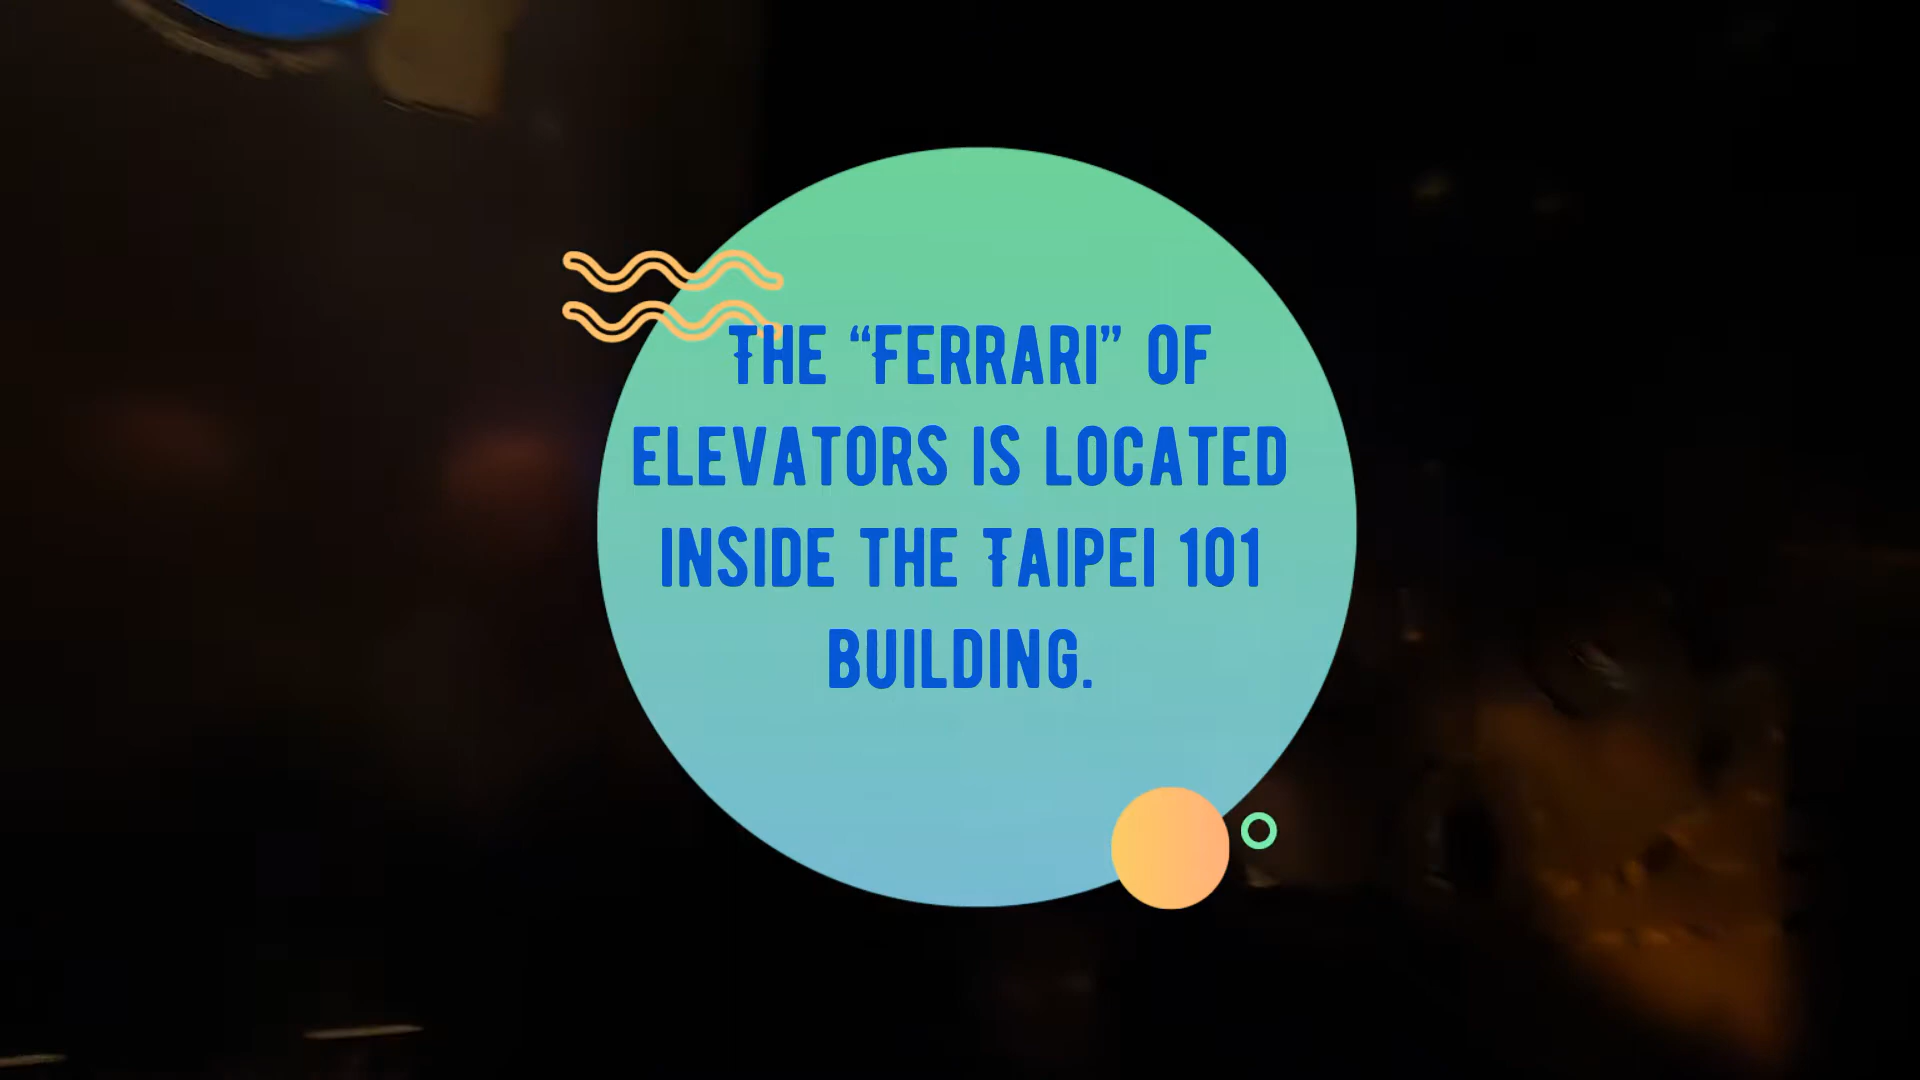 The “Ferrari” of
elevators is located
inside the Taipei 101
building.